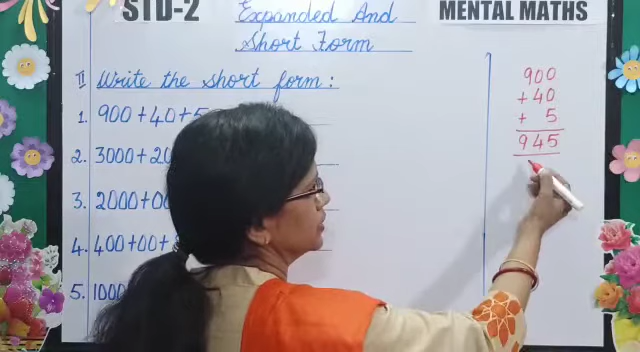 STD-2
Expanded And
Short Form
MENTAL MATHS
II Write the short form :
1. 900 + 40 + 5
2. 3000 + 20
3. 2000 + 00
4. 400 + 00 +
5. 1000
900
+ 40
+ 5
945